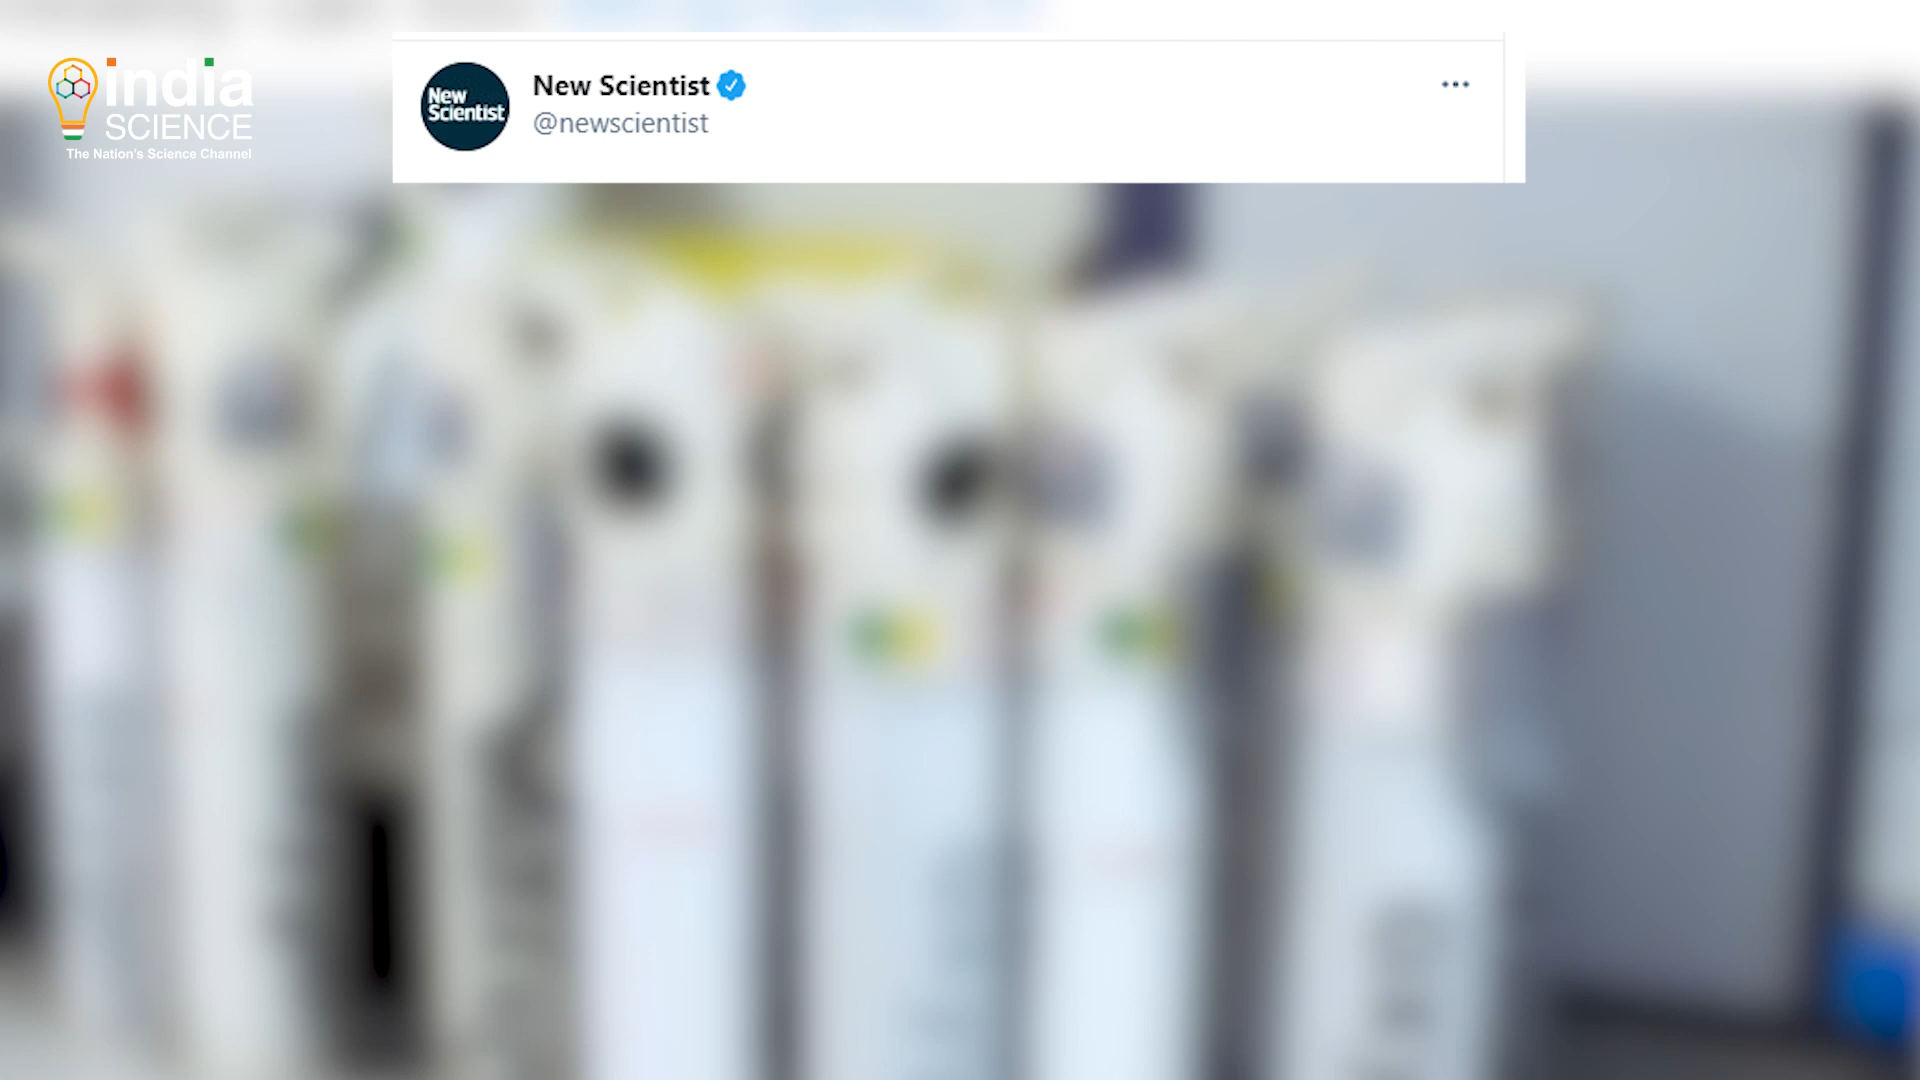 india
SCIENCE
The Nation's Science Channel
New
Scientist
New Scientist
@newscientist